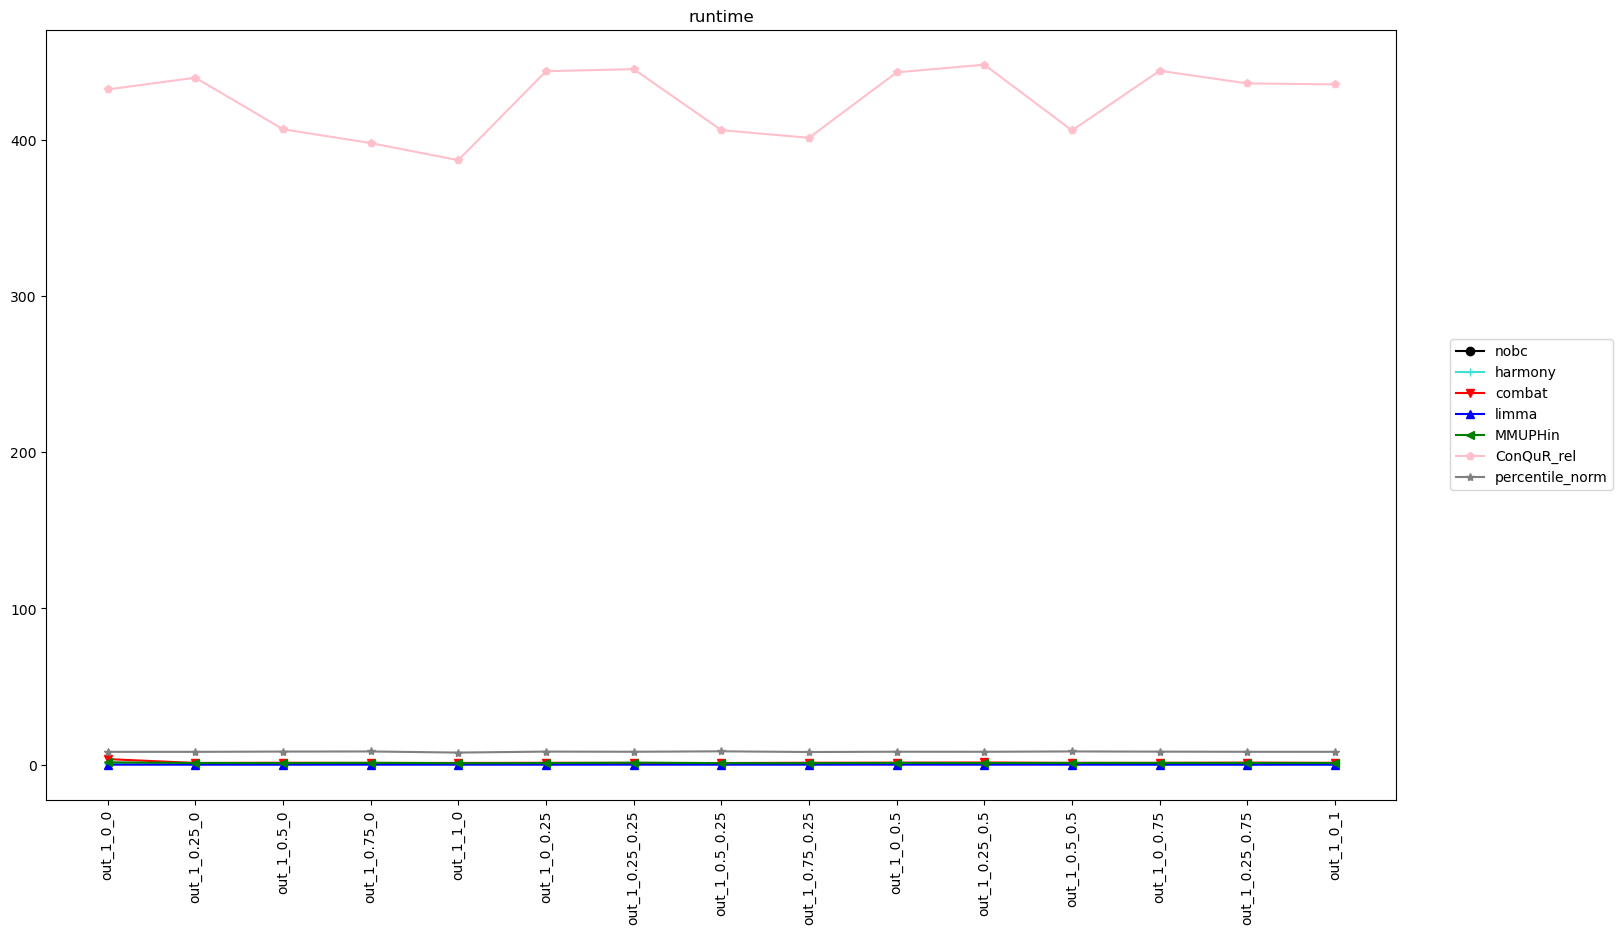 runtime
400
300
200
100
0
out_1_0_0
out_1_0.25_0
out_1_0.5_0
out_1_0.75_0
out_1_1_0
out_1_0_0.25
out_1_0.25_0.25
out_1_0.5_0.25
out_1_0.75_0.25
out_1_0_0.5
out_1_0.25_0.5
out_1_0.5_0.5
out_1_0_0.75
out_1_0.25_0.75
out_1_0_1
nobc
harmony
combat
limma
MMUPHin
ConQuR_rel
percentile_norm